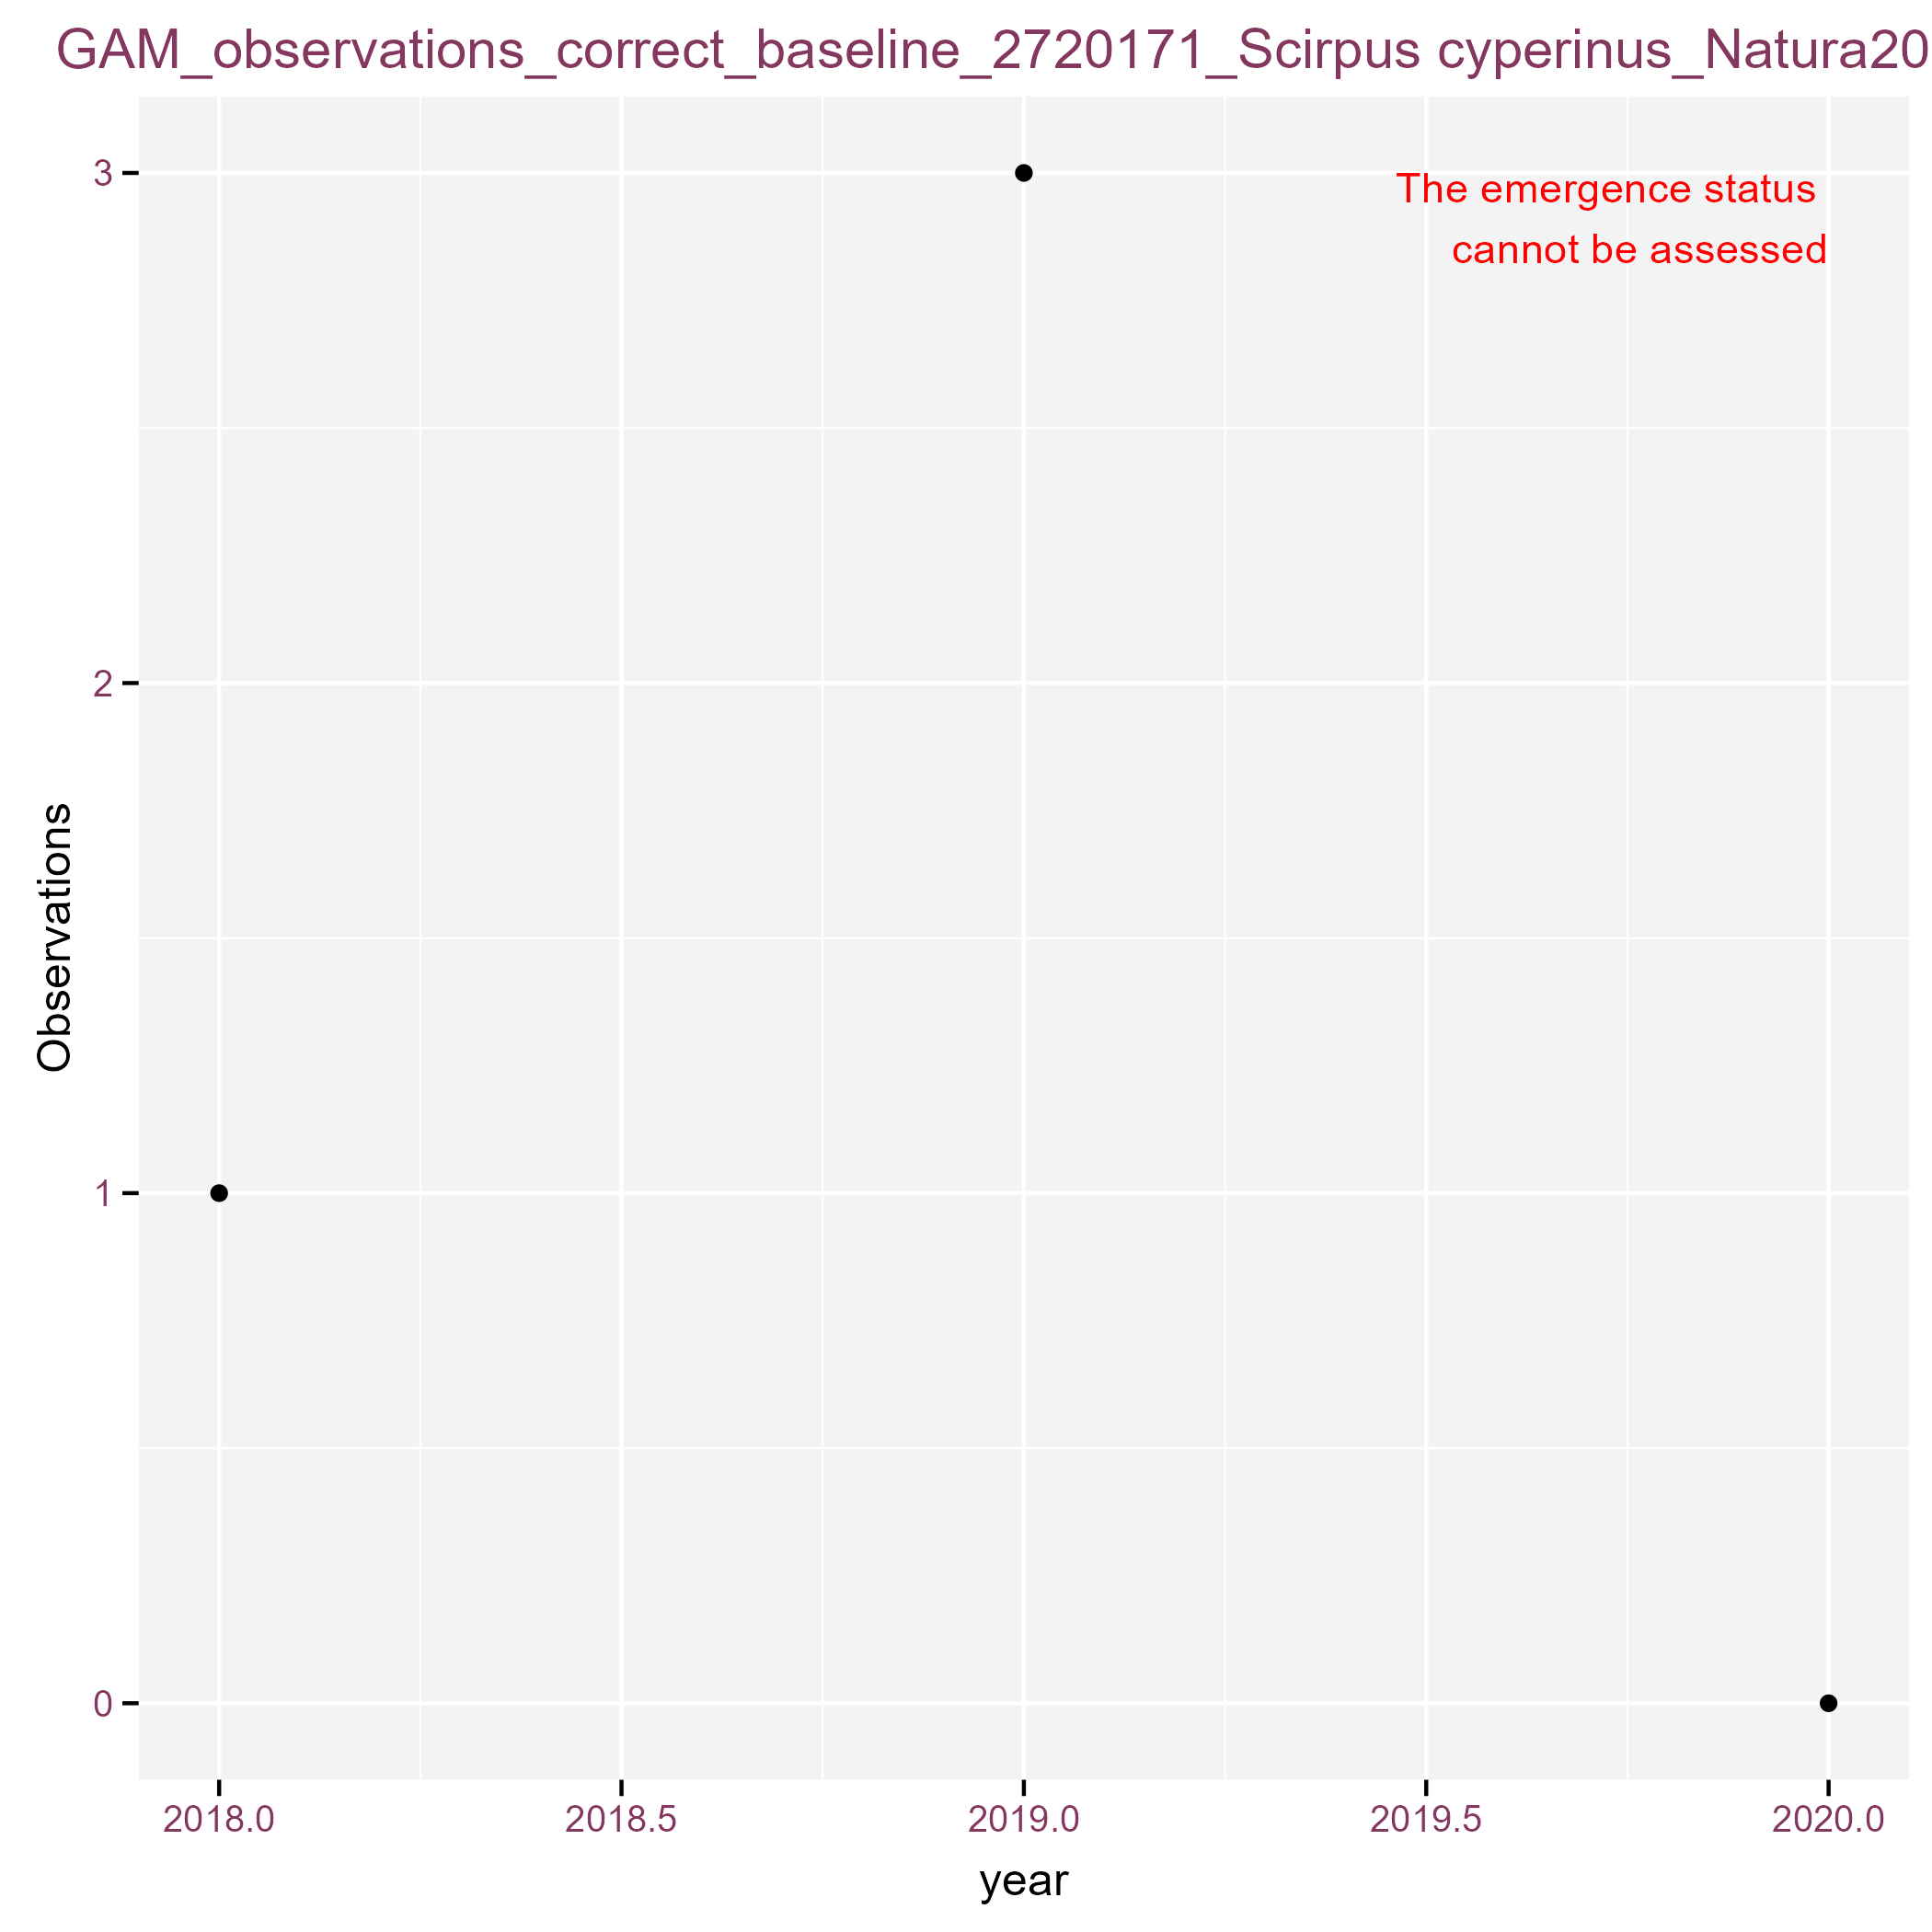 GAM_observations_correct_baseline_2720171_Scirpus cyperinus_Natura20
3
The emergence status
cannot be assessed
2
Observations
1
0
2018.0 2018.5 2019.0 2019.5 2020.0
year